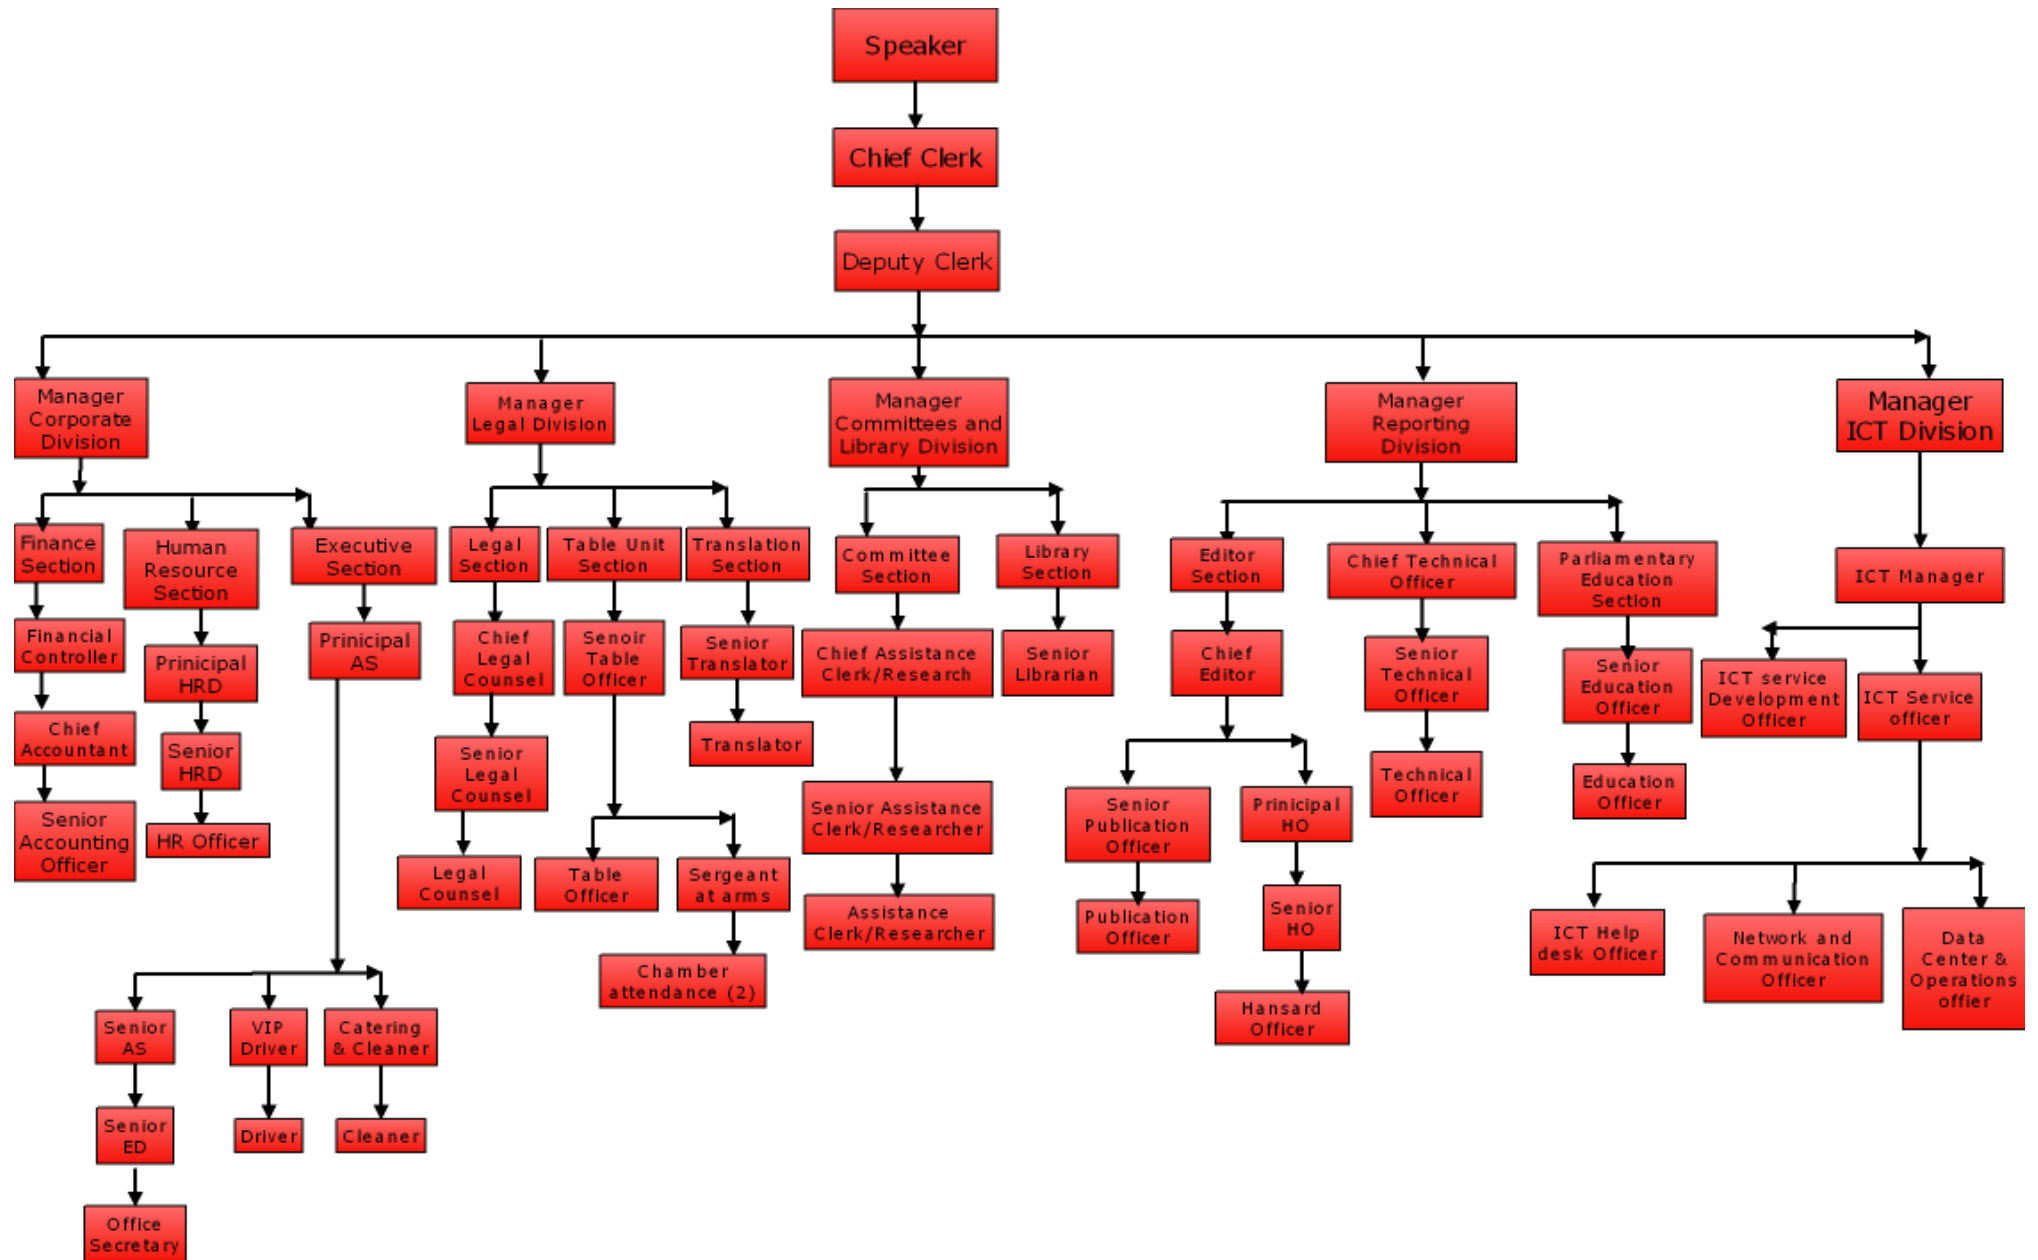 Speaker
Chief Clerk
Deputy Clerk
Manager
Corporate
Division
Manager
Legal Division
Manager
Committees and
Library Division
Manager
Reporting
Division
Manager
ICT Division
Finance
Section
Human
Resource
Section
Executive
Section
Legal
Section
Table Unit
Section
Translation
Section
Committee
Section
Library
Section
Editor
Section
Chief Technical
Officer
Parliamentary
Education
Section
ICT Manager
Financial
Controller
Prinicipal
HRD
Prinicipal
AS
Chief
Legal
Counsel
Senoir
Table
Officer
Senior
Translator
Chief Assistance
Clerk/Research
Senior
Librarian
Chief
Editor
Senior
Technical
Officer
Senior
Education
Officer
ICT service
Development
Officer
ICT Service
officer
Chief
Accountant
Senior
HRD
Senior
Legal
Counsel
Translator
Senior Assistance
Clerk/Researcher
Senior
Publication
Officer
Prinicipal
HO
Technical
Officer
Education
Officer
Senior
Accounting
Officer
HR Officer
Legal
Counsel
Table
Officer
Sergeant
at arms
Assistance
Clerk/Researcher
Publication
Officer
Senior
HO
ICT Help
desk Officer
Network and
Communication
Officer
Data
Center &
Operations
offier
Chamber
attendance (2)
Hansard
Officer
Senior
AS
VIP
Driver
Catering
& Cleaner
Senior
ED
Driver
Cleaner
Office
Secretary